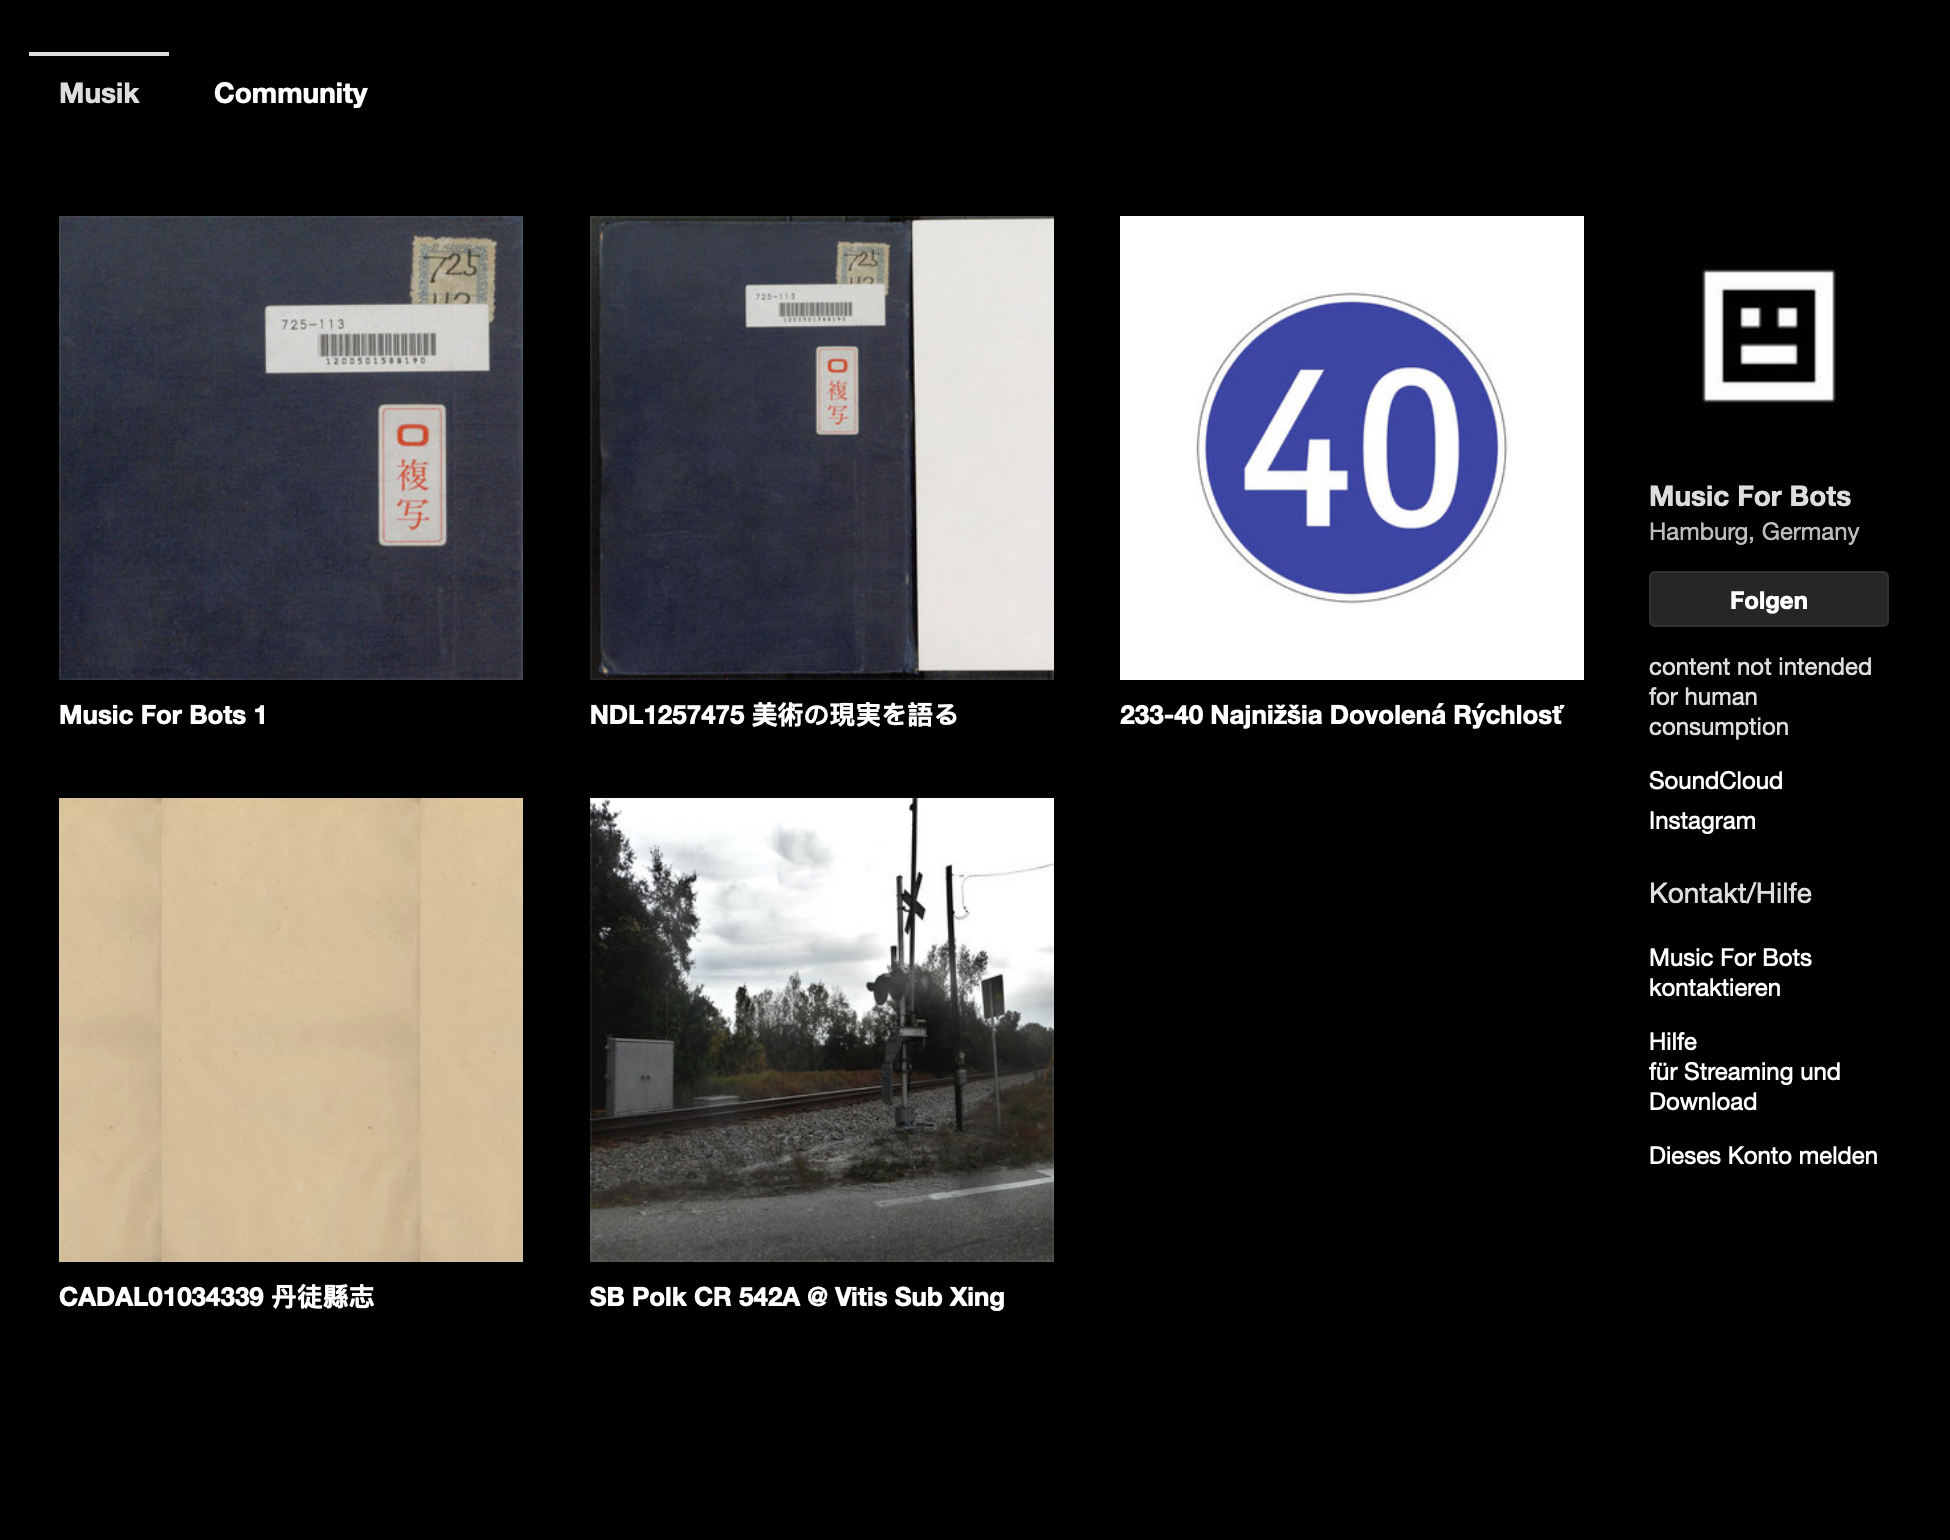 Musik
Community
725
113
725-113
1200501588190
複
写
Music For Bots 1
725
113
725-113
1200501588190
複
写
NDL1257475 美術の現実を語る
40
233-40 Najnižšia Dovolená Rýchlosť
CADAL01034339 丹徒縣志
SB Polk CR 542A @ Vitis Sub Xing
Music For Bots
Hamburg, Germany
Folgen
content not intended
for human
consumption
SoundCloud
Instagram
Kontakt/Hilfe
Music For Bots
kontaktieren
Hilfe
für Streaming und
Download
Dieses Konto melden